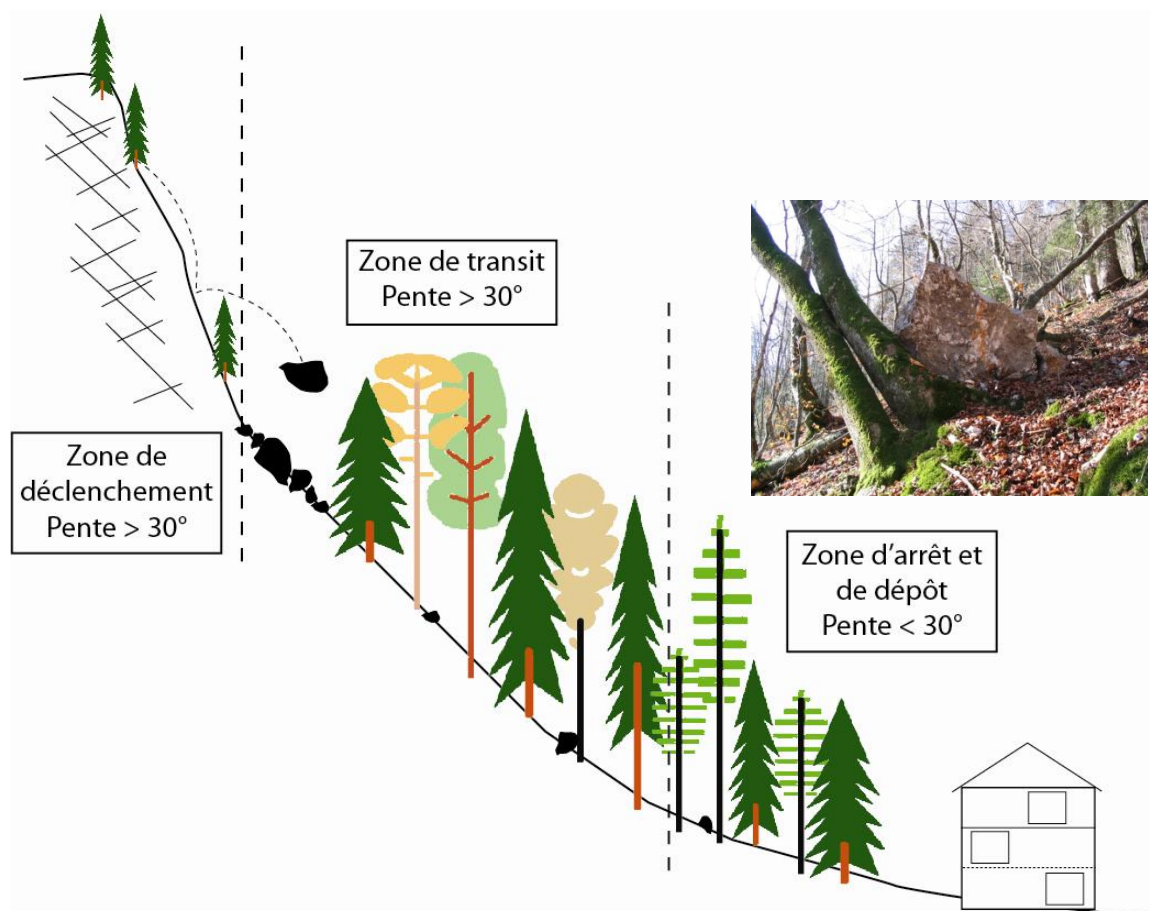 Zone de transit
Pente > 30°
Zone de
déclenchement
Pente > 30°
Zone d'arrêt et
de dépôt
Pente < 30°